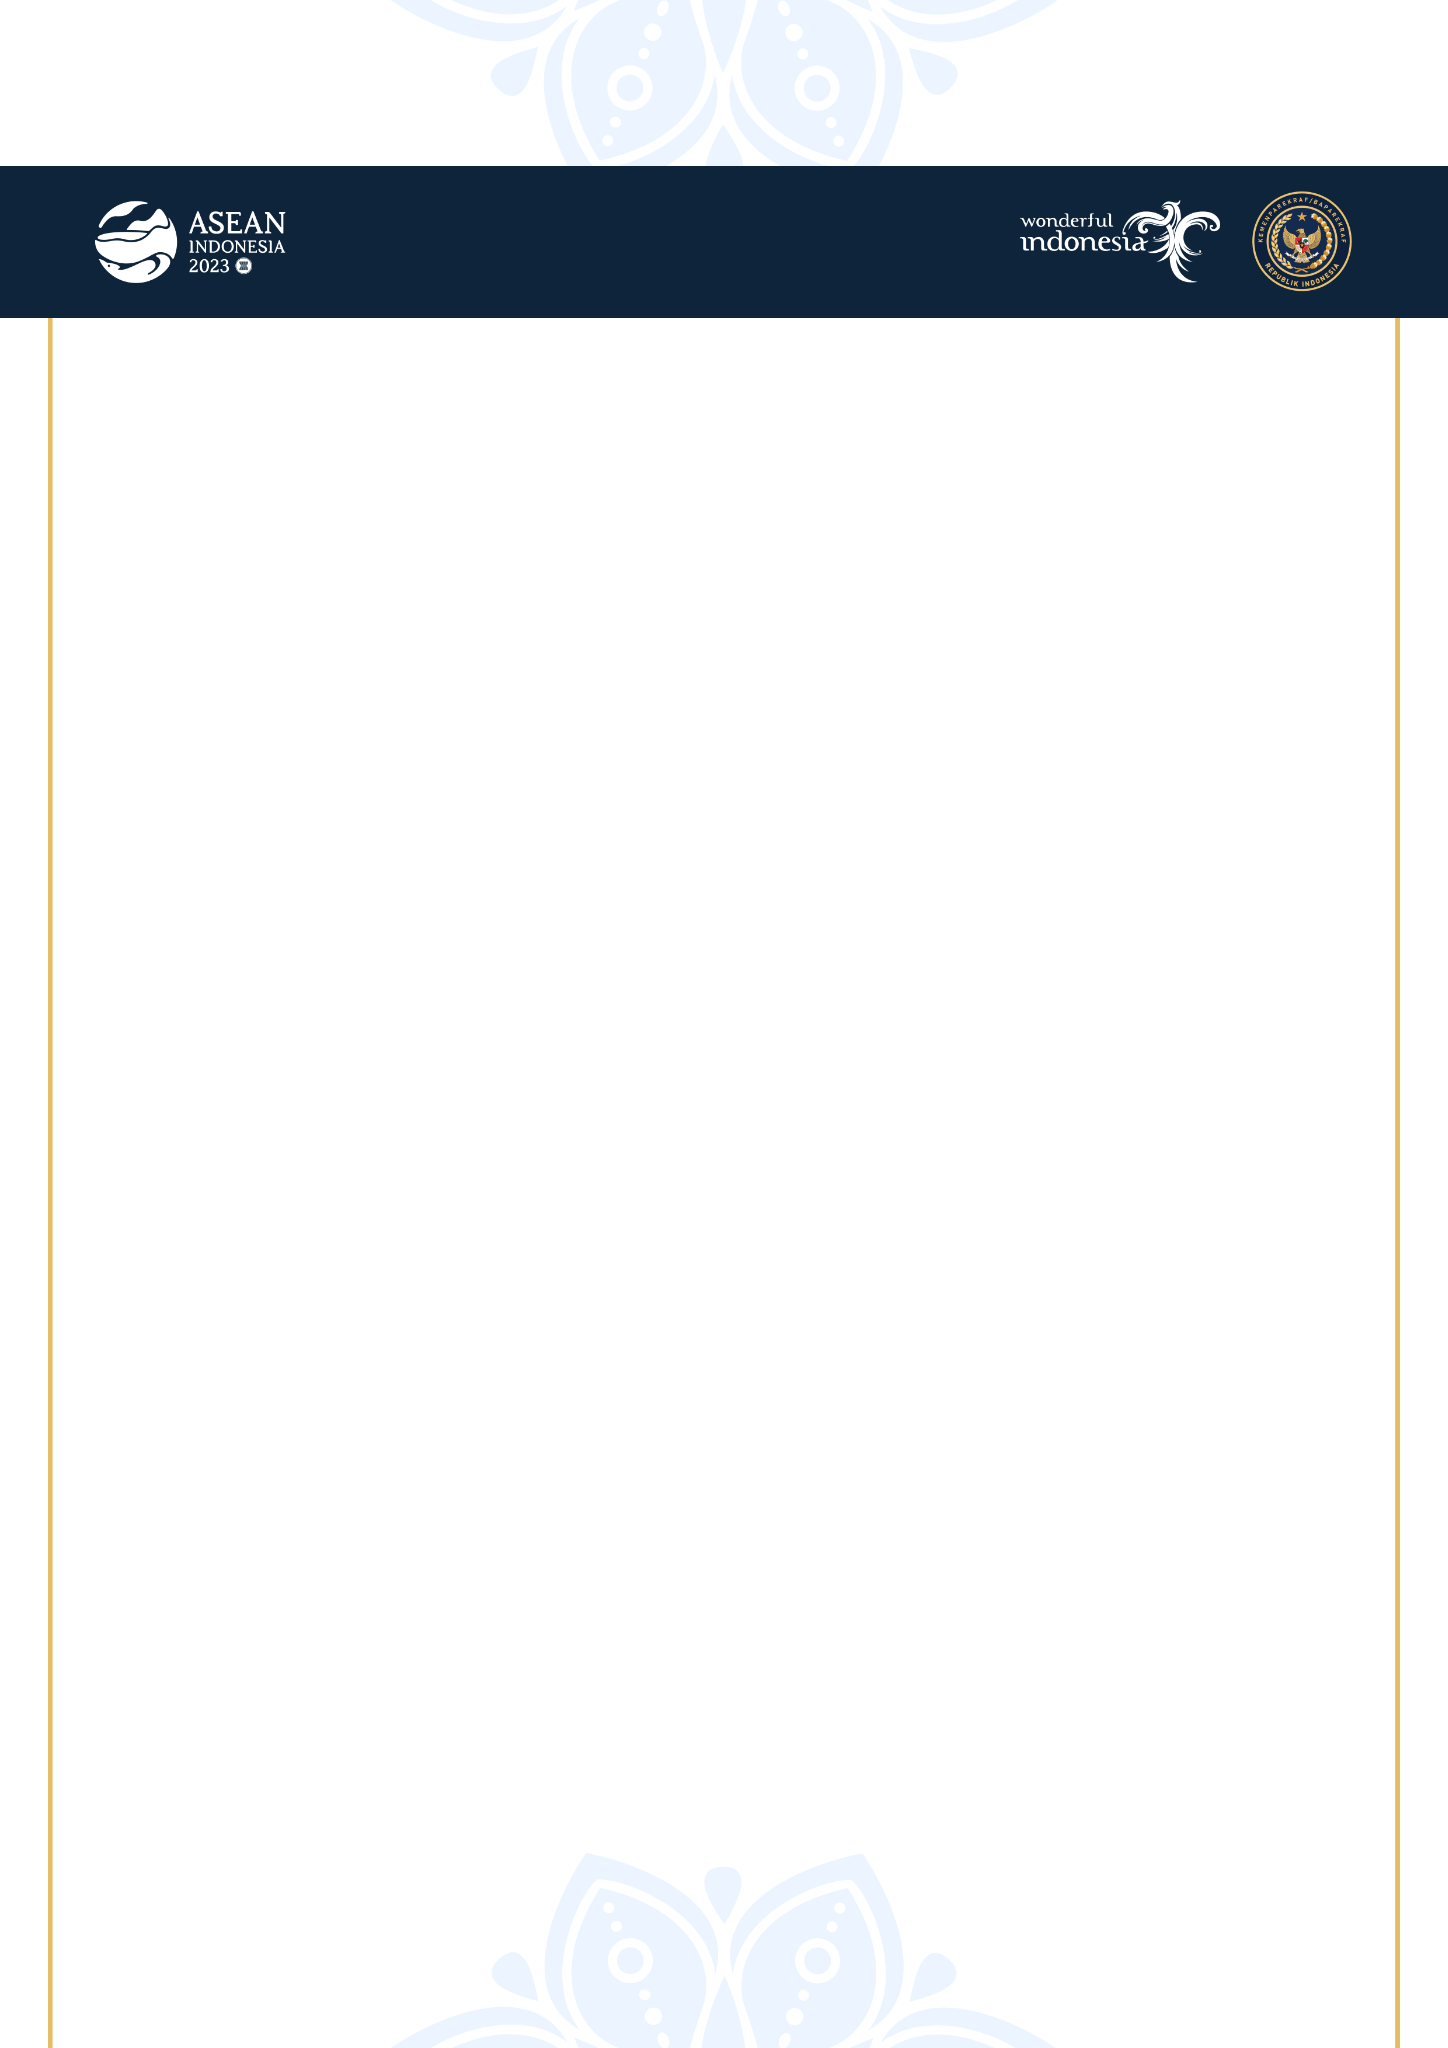 ASEAN
INDONESIA
2023
wonderful
indonesia
KEMENPAREKRAF/BAPAREKRAF
REPUBLIK INDONESIA